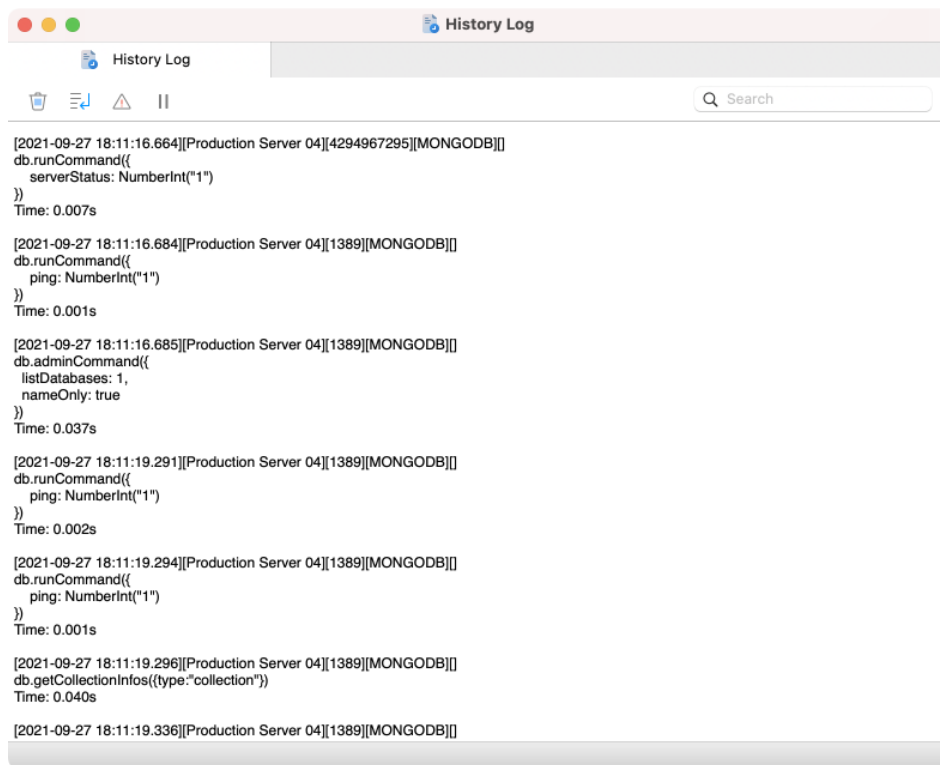 History Log
History Log
Search
[2021-09-27 18:11:16.664][Production Server 04][4294967295][MONGODB][]
db.runCommand({
    serverStatus: NumberInt("1")
})
Time: 0.007s
[2021-09-27 18:11:16.684][Production Server 04][1389][MONGODB][]
db.runCommand({
    ping: NumberInt("1")
})
Time: 0.001s
[2021-09-27 18:11:16.685][Production Server 04][1389][MONGODB][]
db.adminCommand({
  listDatabases: 1,
  nameOnly: true
})
Time: 0.037s
[2021-09-27 18:11:19.291][Production Server 04][1389][MONGODB][]
db.runCommand({
    ping: NumberInt("1")
})
Time: 0.002s
[2021-09-27 18:11:19.294][Production Server 04][1389][MONGODB][]
db.runCommand({
    ping: NumberInt("1")
})
Time: 0.001s
[2021-09-27 18:11:19.296][Production Server 04][1389][MONGODB][]
db.getCollectionInfos({type:"collection"})
Time: 0.040s
[2021-09-27 18:11:19.336][Production Server 04][1389][MONGODB][]